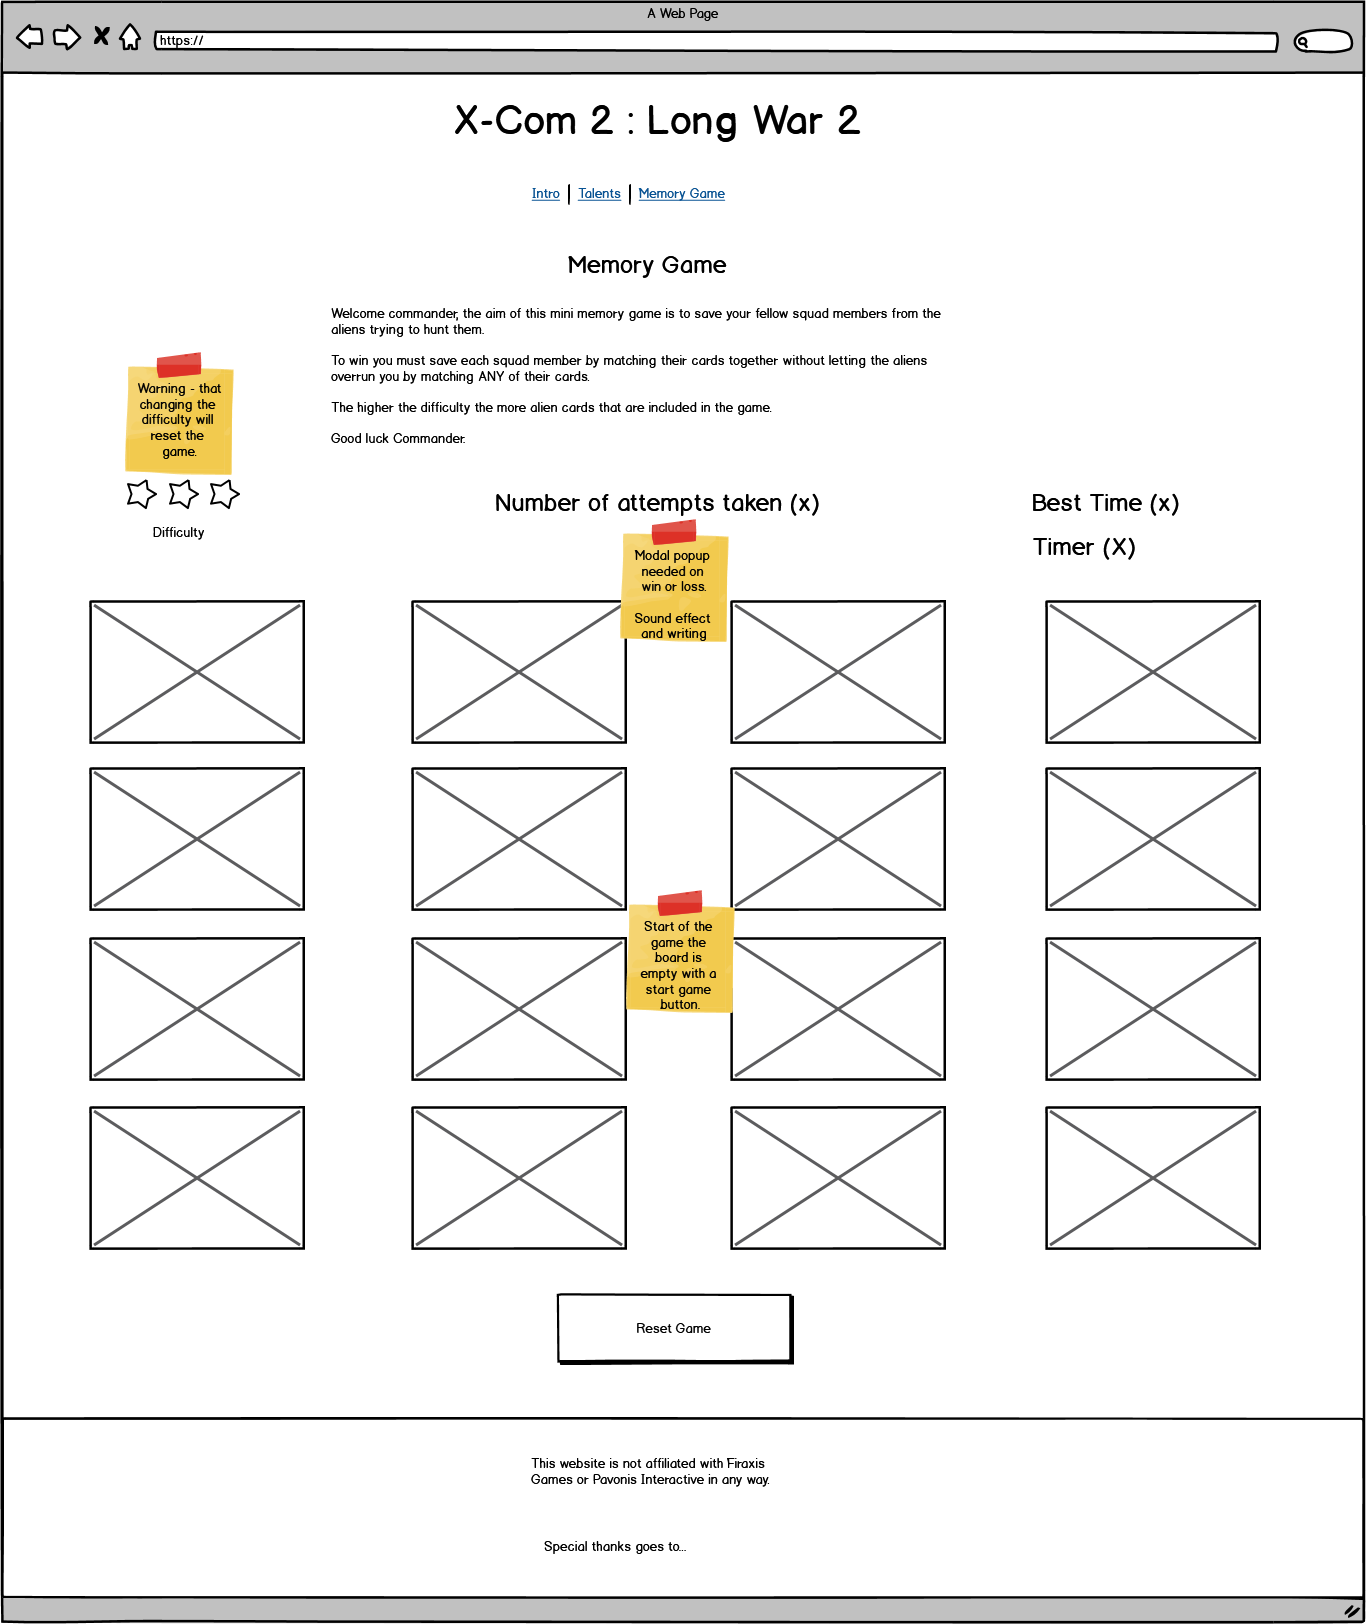 A Web Page
https://
X-Com 2 : Long War 2
Intro | Talents | Memory Game
Memory Game
Welcome commander, the aim of this mini memory game is to save your fellow squad members from the
aliens trying to hunt them.
To win you must save each squad member by matching their cards together without letting the aliens
overrun you by matching ANY of their cards.
The higher the difficulty the more alien cards that are included in the game.
Good luck Commander.
Warning - that
changing the
difficulty will
reset the
game.
Difficulty
Number of attempts taken (x)
Best Time (x)
Timer (X)
Modal popup
needed on
win or loss.
Sound effect
and writing
Start of the
game the
board is
empty with a
start game
button.
Reset Game
This website is not affiliated with Firaxis
Games or Pavonis Interactive in any way.
Special thanks goes to...